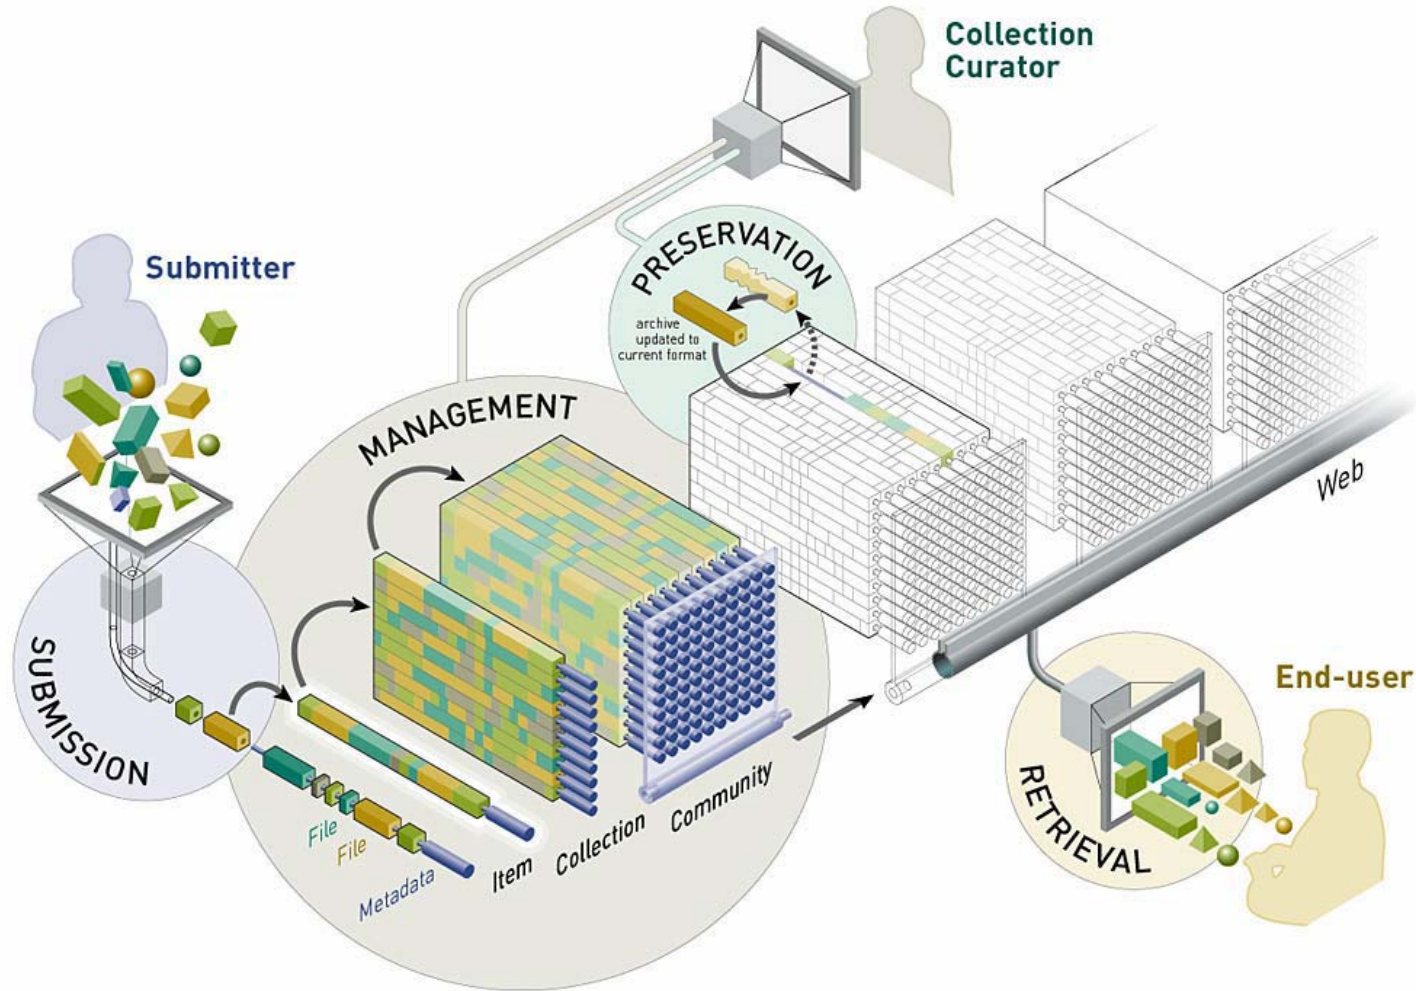 Collection
Curator
Submitter
PRESERVATION
archive
updated to
current format
MANAGEMENT
Web
SUBMISSION
End-user
RETRIEVAL
File
File
Metadata
Item
Collection
Community